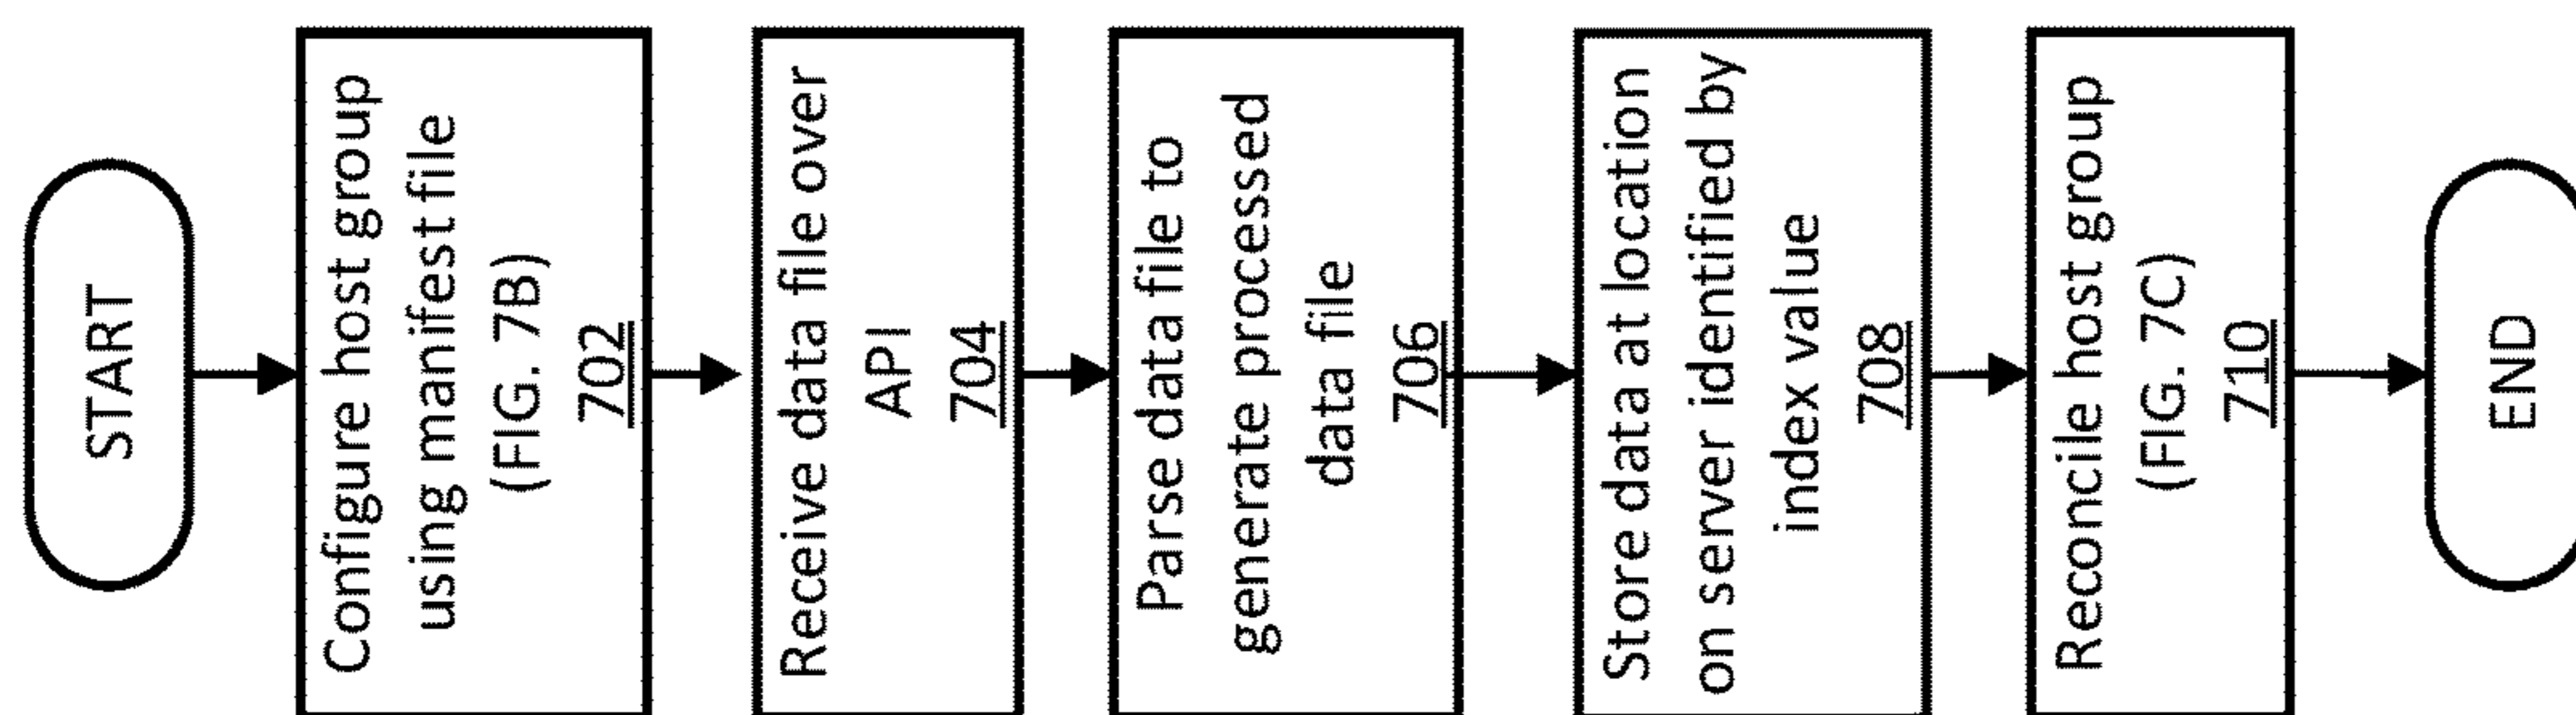 START
Configure host group
using manifest file
(FIG. 7B)
702
Receive data file over
API
704
Parse data file to
generate processed
data file
706
Store data at location
on server identified by
index value
708
Reconcile host group
(FIG. 7C)
710
END